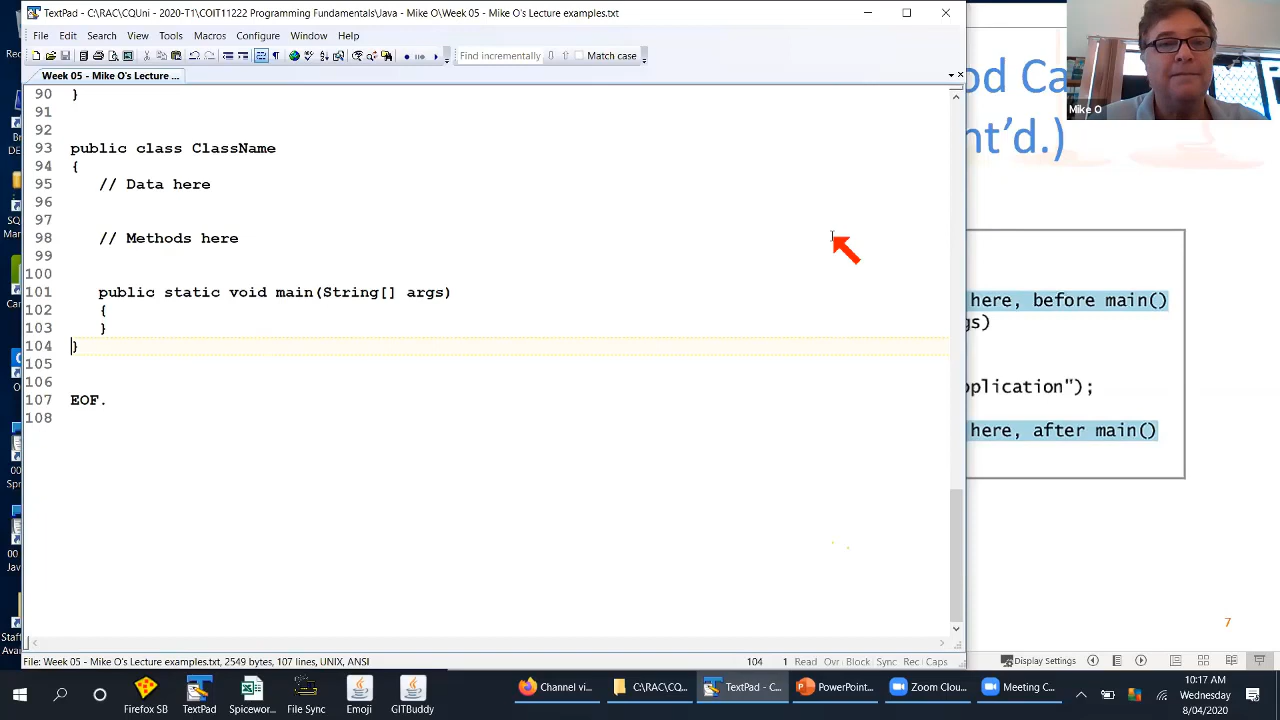 TextPad - C:\RAC\CQUni - 2020-T1\COIT11222 Programming Fundamentals\Java - Mike O\Week 05 - Mike O's Lecture examples.txt
File Edit Search View Tools Macros Configure Window Help
Find incrementally Match case
Week 05 - Mike O's Lecture ...
90 }
91
92
93 public class ClassName
94 {
95 // Data here
96
97
98 // Methods here
99
100
101 public static void main(String[] args)
102 {
103 }
104 }
105
106
107 EOF.
108
File: Week 05 - Mike O's Lecture examples.txt, 2549 bytes, 107 lines, UNIX, ANSI 104 1 Read Ovr Block Sync Rec Caps
Mike O
od Ca
nt'd.)
here, before main()
gs)
plication");
here, after main()
7
Display Settings
Firefox SB
TextPad
Spicewor...
File Sync
Emoji
GITBuddy
Channel vi...
C:\RAC\CQ...
TextPad - C...
PowerPoint...
Zoom Clou...
Meeting C...
10:17 AM
Wednesday
8/04/2020